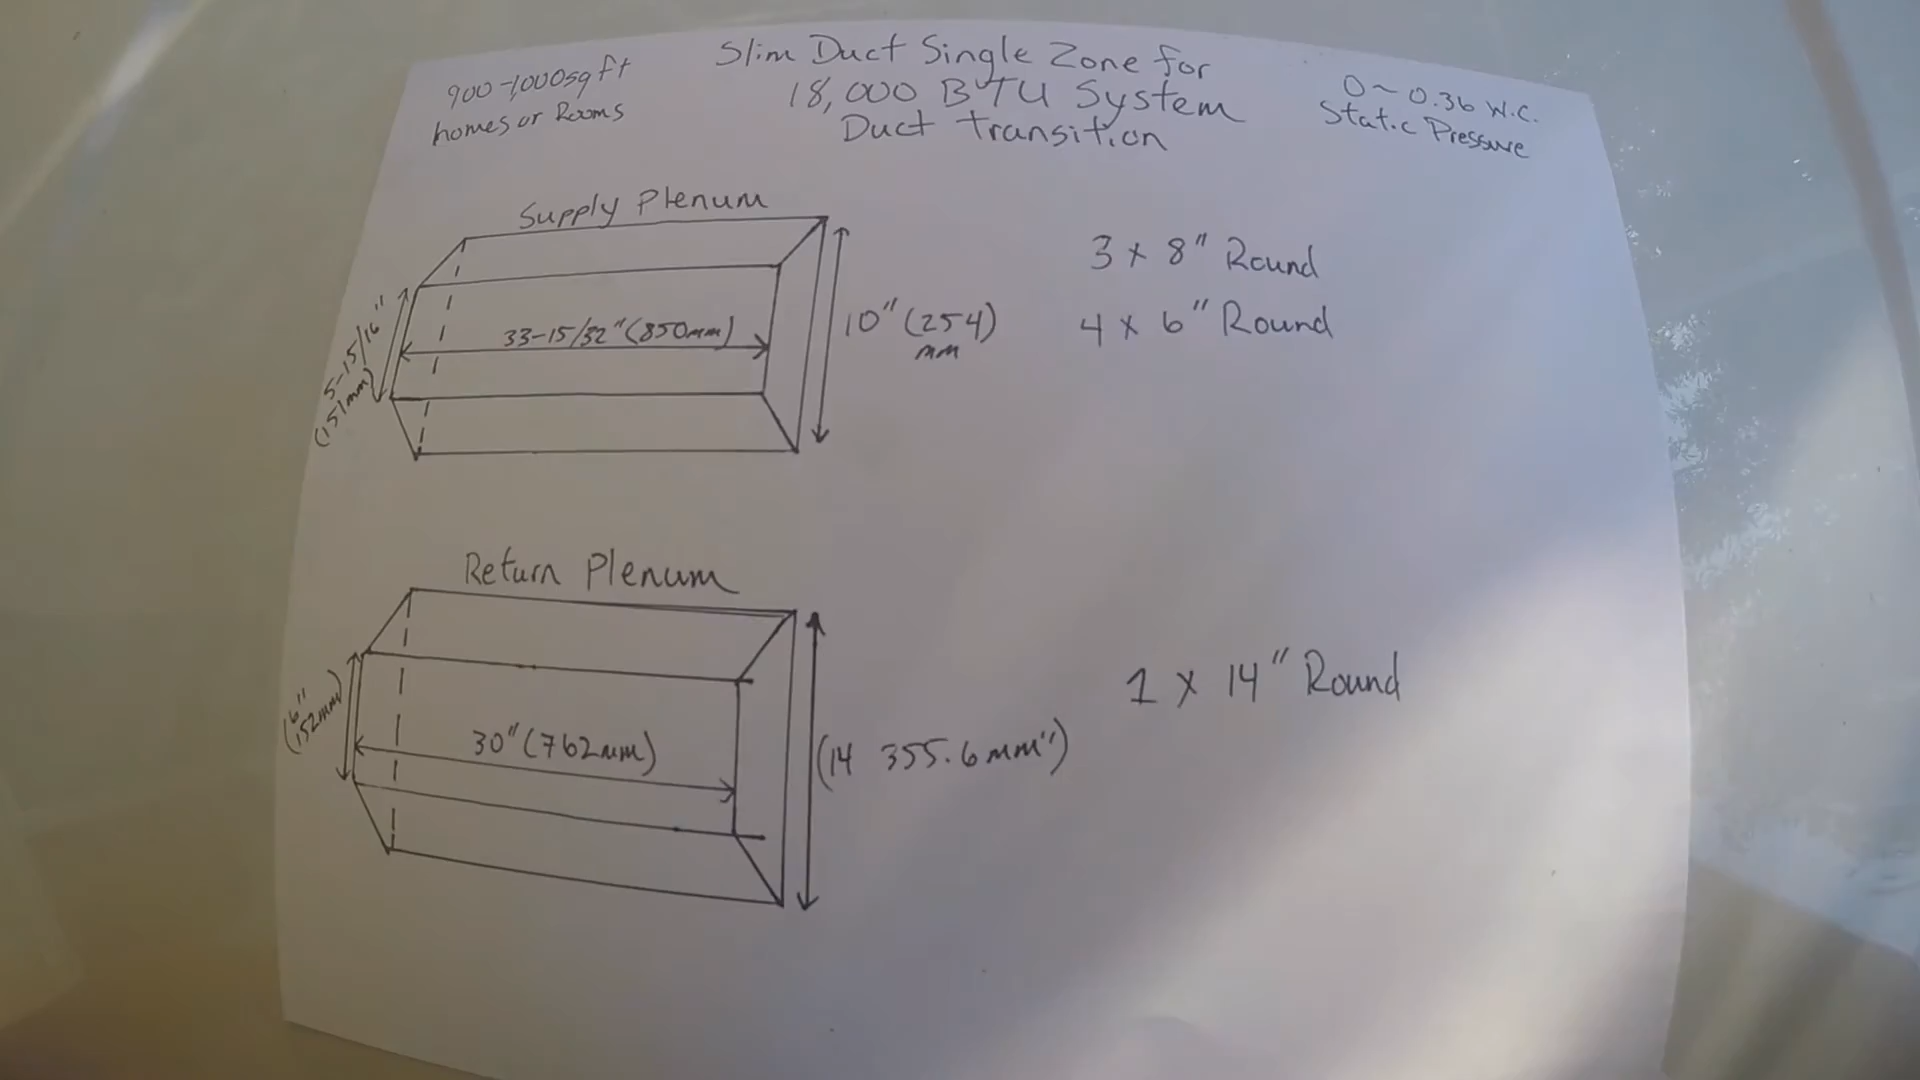 900-1,000sq ft
homes or Rooms
Slim Duct Single Zone for
18,000 BTU System
Duct Transition
0~0.36 W.C.
Static Pressure
Supply Plenum
5-15/16"
(151mm)
33-15/32" (850mm)
10" (254)
mm
3 x 8" Round
4 x 6" Round
Return Plenum
6"
(152mm)
30" (762mm)
(14 355.6mm")
1 x 14" Round